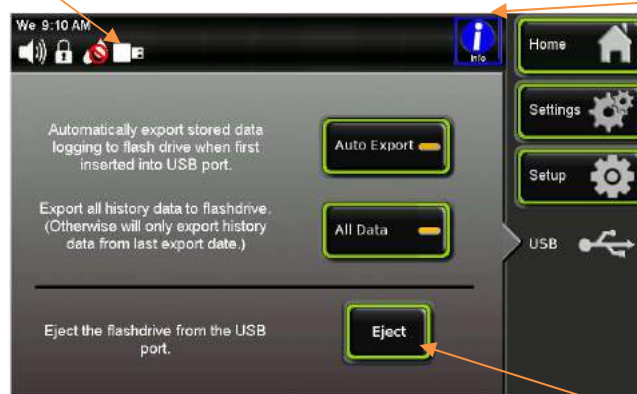 We 9:10 AM
Info
Home
Settings
Setup
USB
Automatically export stored data
logging to flash drive when first
inserted into USB port.
Auto Export
Export all history data to flashdrive.
(Otherwise will only export history
data from last export date.)
All Data
Eject the flashdrive from the USB
port.
Eject